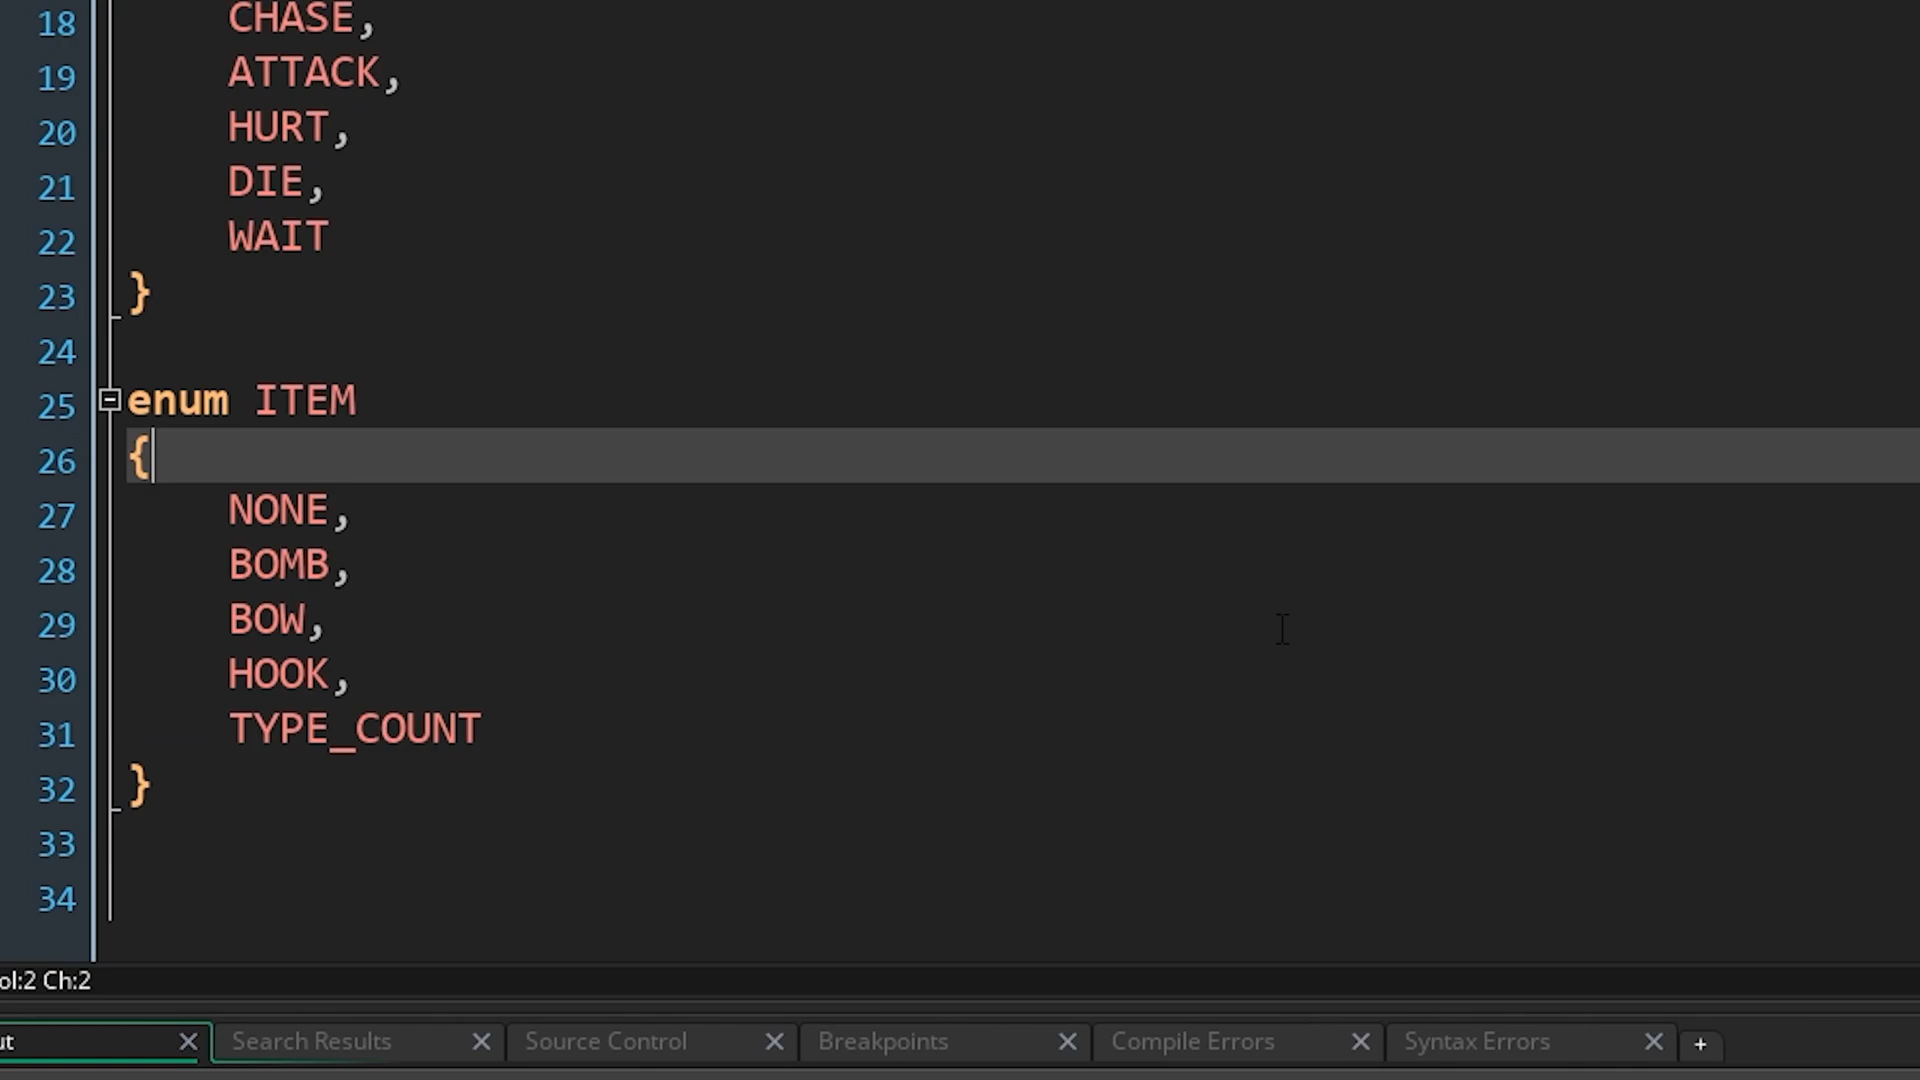 18 CHASE,
19 ATTACK,
20 HURT,
21 DIE,
22 WAIT
23 }
24
25 enum ITEM
26 {
27 NONE,
28 BOMB,
29 BOW,
30 HOOK,
31 TYPE_COUNT
32 }
33
34
ol:2 Ch:2
ut Search Results Source Control Breakpoints Compile Errors Syntax Errors +